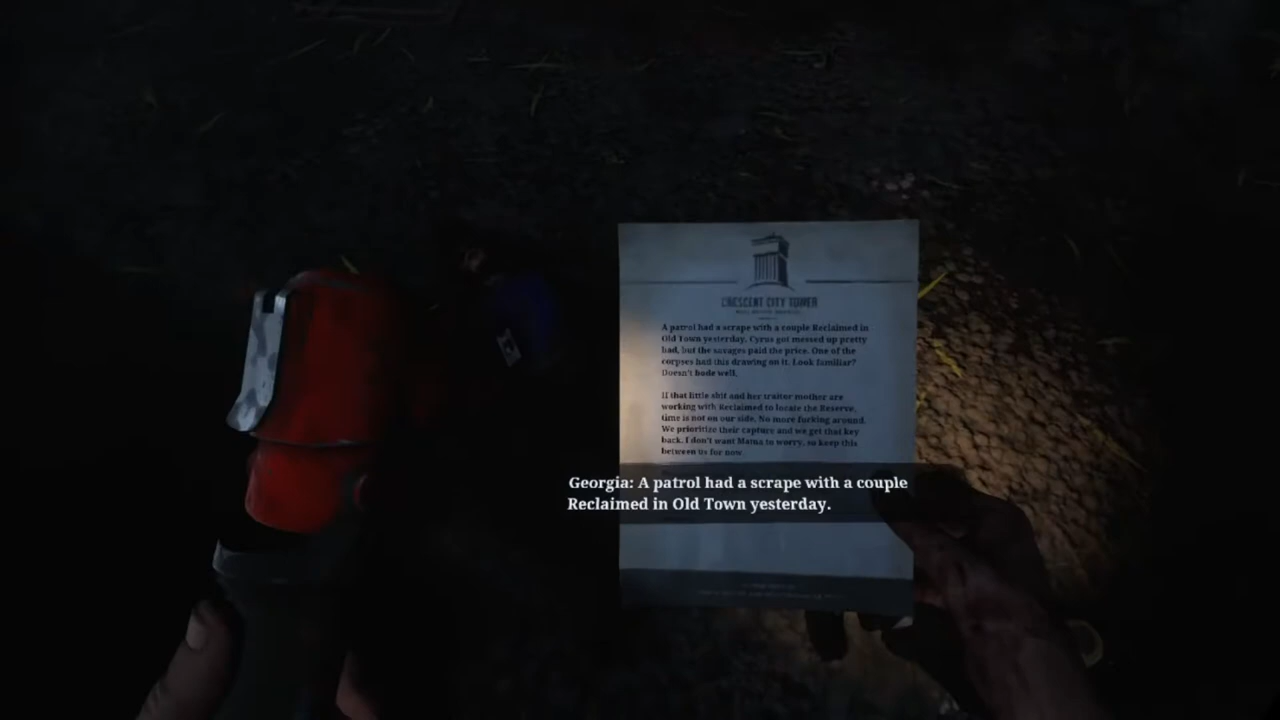 CRESCENT CITY TOWER
A patrol had a scrape with a couple Reclaimed in
Old Town yesterday. Cyrus got messed up pretty
bad, but the savages paid the price. One of the
corpses had this drawing on it. Look familiar?
Doesn't bode well.
If that little shit and her traitor mother are
working with Reclaimed to locate the Reserve,
time is not on our side. No more fucking around.
We prioritize their capture and we get that key
back. I don't want Mama to worry, so keep this
between us for now.
Georgia: A patrol had a scrape with a couple
Reclaimed in Old Town yesterday.